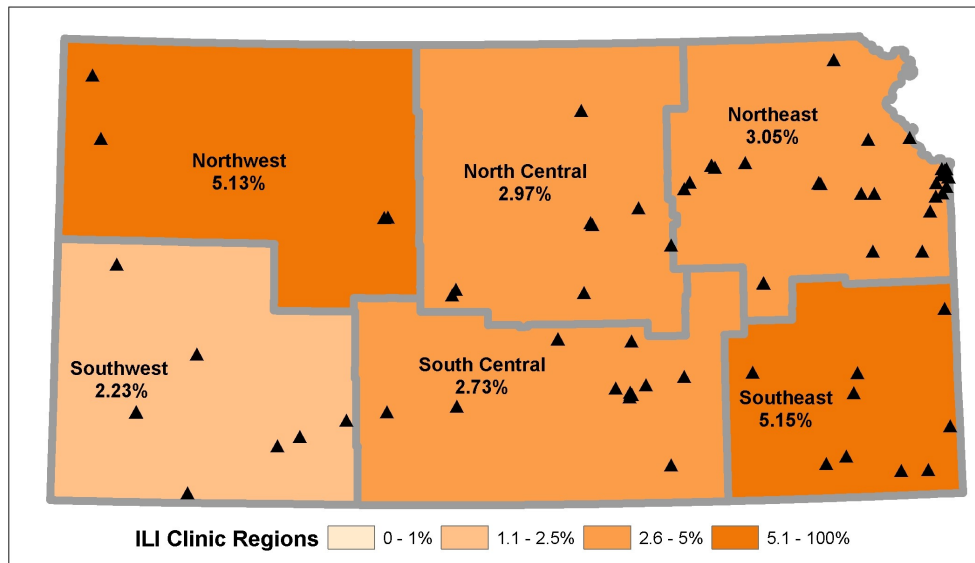 Northwest
5.13%
North Central
2.97%
Northeast
3.05%
Southwest
2.23%
South Central
2.73%
Southeast
5.15%
ILI Clinic Regions 0 - 1% 1.1 - 2.5% 2.6 - 5% 5.1 - 100%